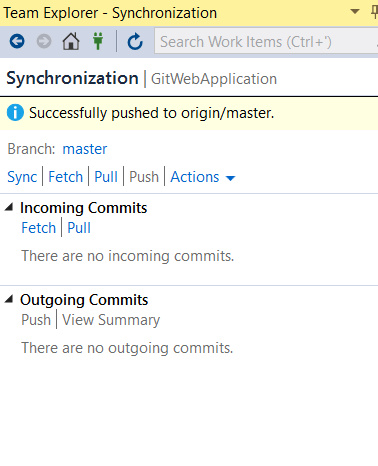 Team Explorer - Synchronization
Search Work Items (Ctrl+')
Synchronization | GitWebApplication
Successfully pushed to origin/master.
Branch: master
Sync | Fetch | Pull | Push | Actions
Incoming Commits
Fetch | Pull
There are no incoming commits.
Outgoing Commits
Push | View Summary
There are no outgoing commits.